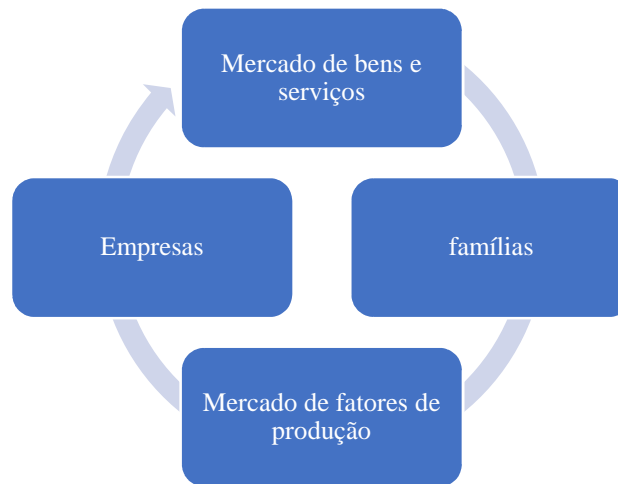 Mercado de bens e
serviços
Empresas
famílias
Mercado de fatores de
produção